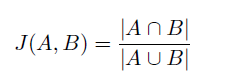 J(A, B) = |A ∩ B| / |A ∪ B|